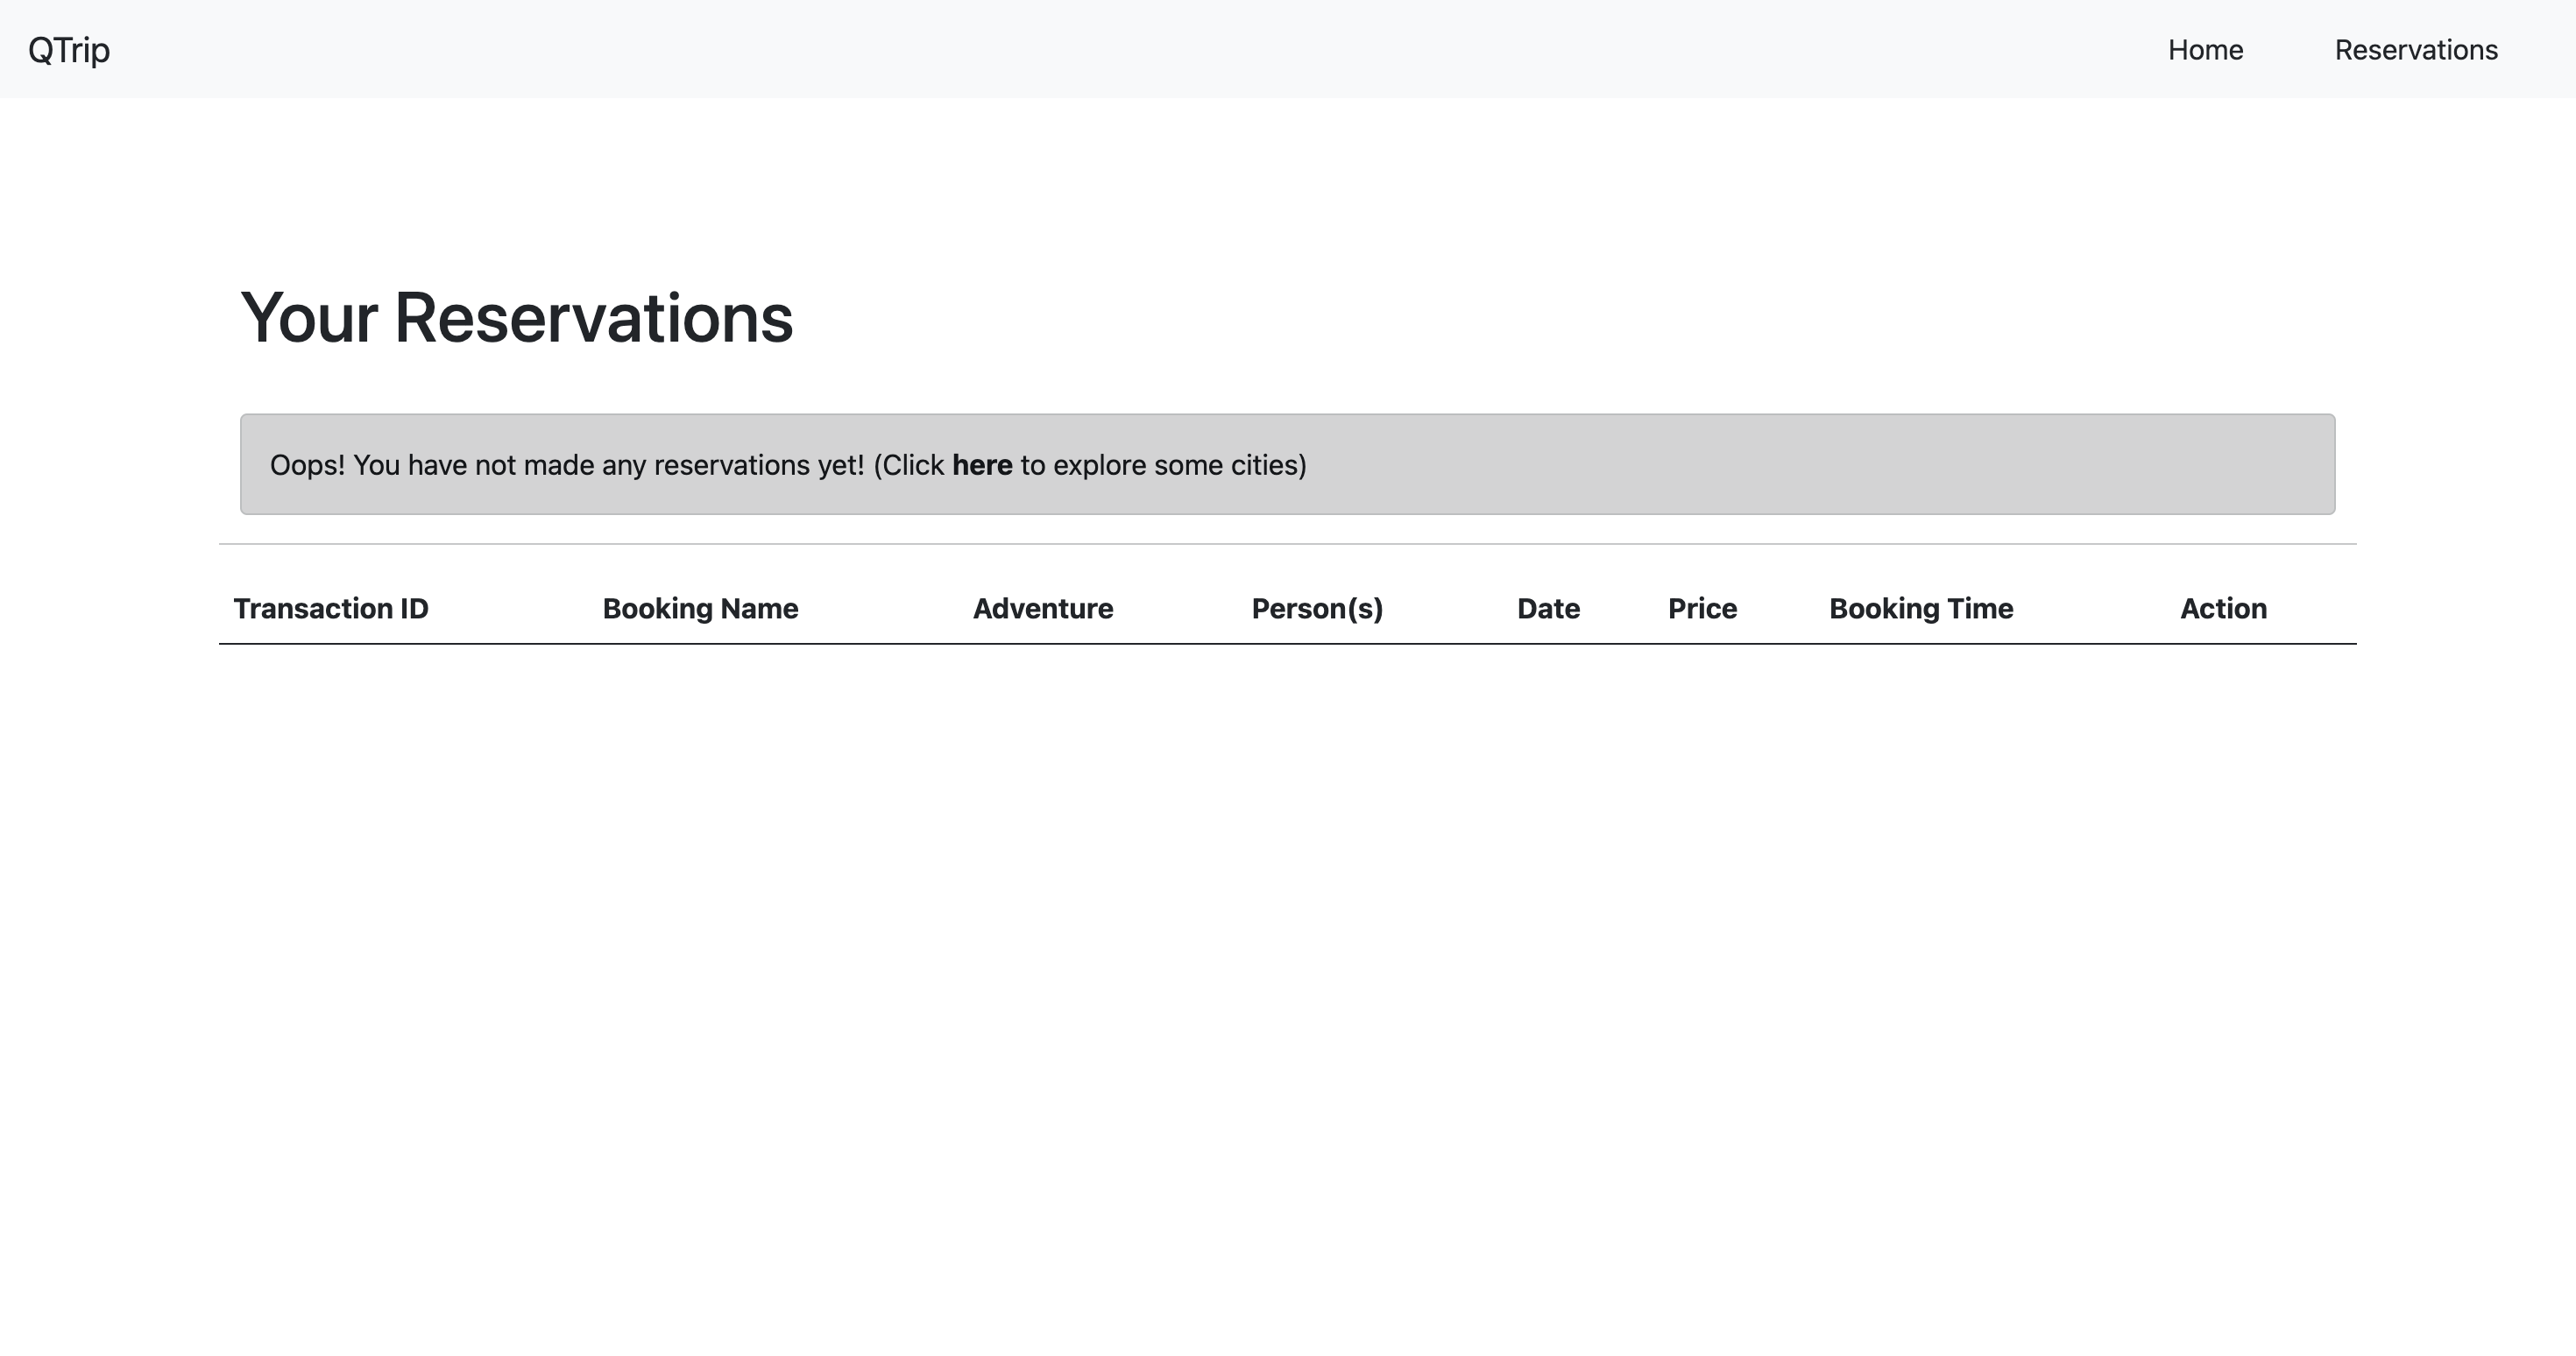 QTrip Home Reservations
Your Reservations
Oops! You have not made any reservations yet! (Click here to explore some cities)
Transaction ID Booking Name Adventure Person(s) Date Price Booking Time Action